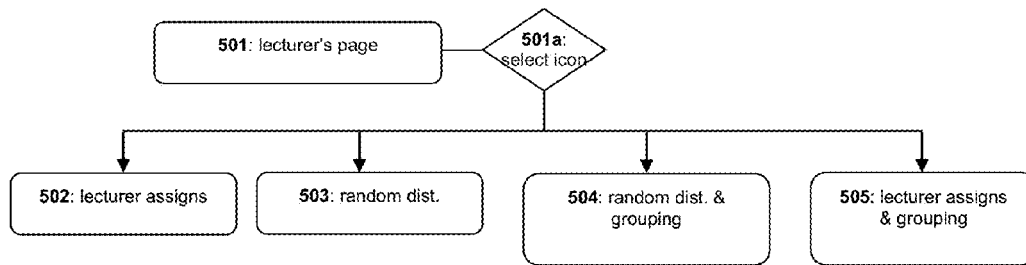 501: lecturer's page
501a:
select icon
502: lecturer assigns
503: random dist.
504: random dist. &
grouping
505: lecturer assigns
& grouping